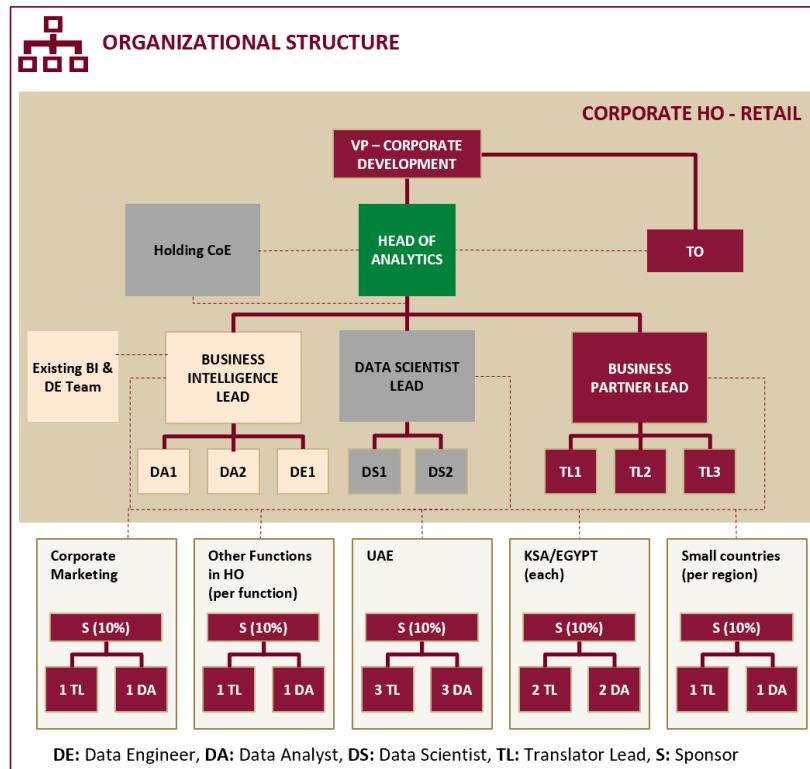 ORGANIZATIONAL STRUCTURE
CORPORATE HO - RETAIL
VP – CORPORATE
DEVELOPMENT
Holding CoE
HEAD OF
ANALYTICS
TO
Existing BI &
DE Team
BUSINESS
INTELLIGENCE
LEAD
DATA SCIENTIST
LEAD
BUSINESS
PARTNER LEAD
DA1
DA2
DE1
DS1
DS2
TL1
TL2
TL3
Corporate
Marketing
S (10%)
1 TL
1 DA
Other Functions
in HO
(per function)
S (10%)
1 TL
1 DA
UAE
S (10%)
3 TL
3 DA
KSA/EGYPT
(each)
S (10%)
2 TL
2 DA
Small countries
(per region)
S (10%)
1 TL
1 DA
DE: Data Engineer, DA: Data Analyst, DS: Data Scientist, TL: Translator Lead, S: Sponsor